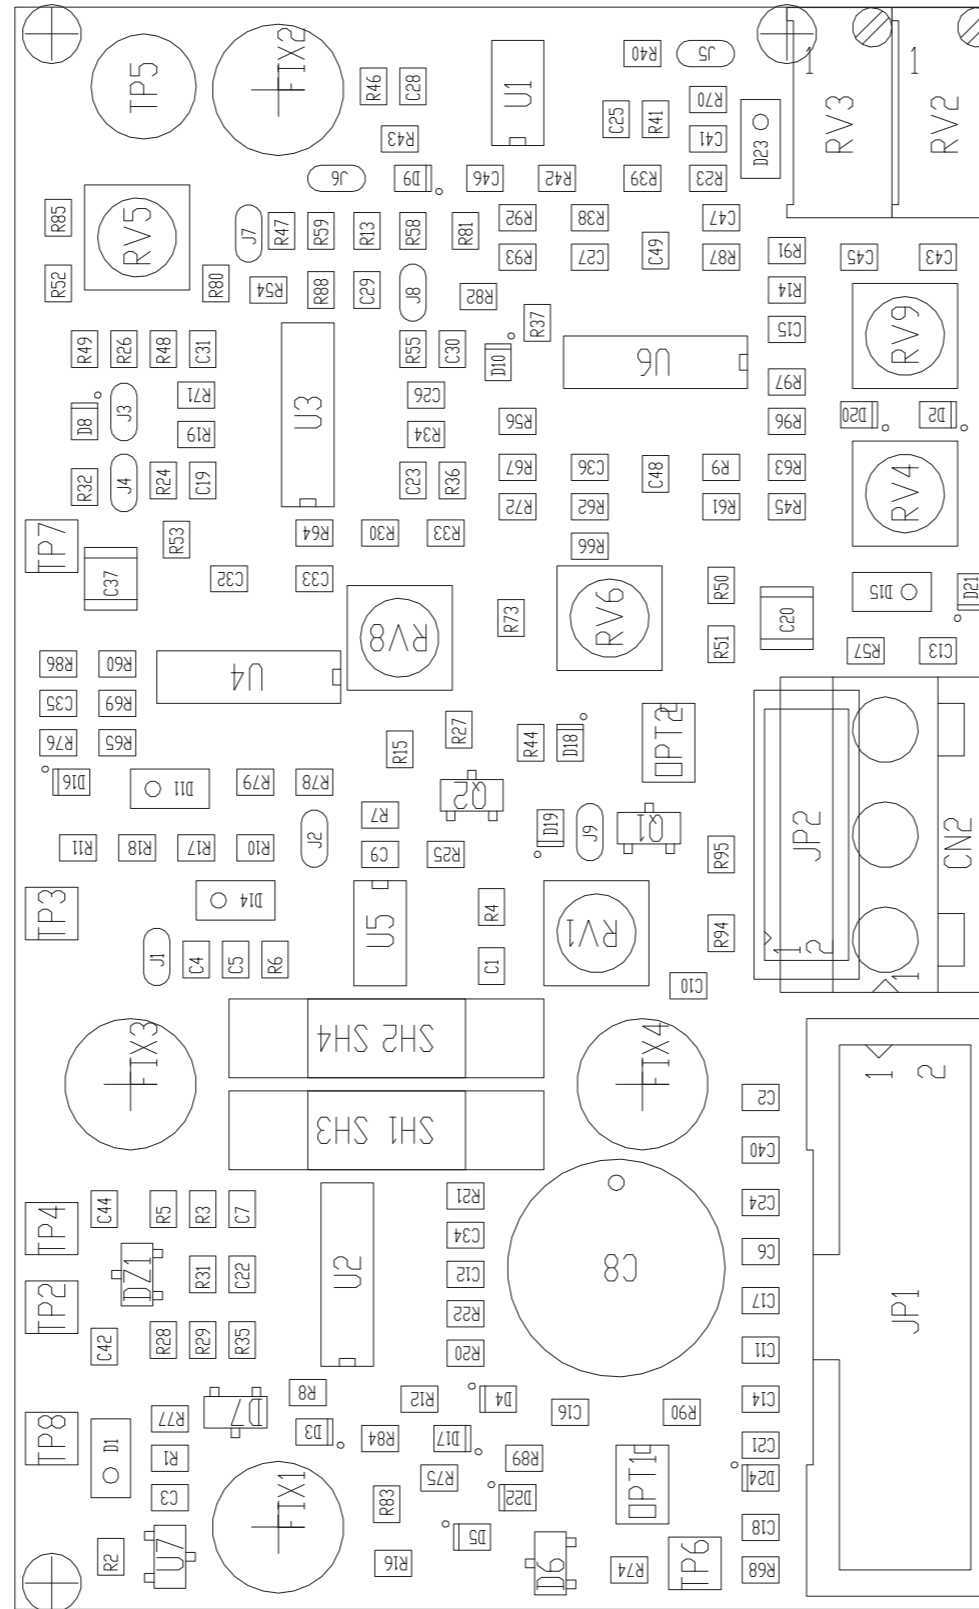 FIX2
TP5
R46
C28
U1
R40
J5
1
1
R70
C25
R41
C41
D23
RV3
RV2
R43
J6
D9
C46
R42
R39
R23
R85
RV5
J7
R47
R59
R13
R58
R81
R92
R38
C47
R93
C27
C49
R87
R91
C45
C43
R52
R80
R54
R88
C29
J8
R82
R37
R14
C15
RV9
R49
R26
R48
C31
R55
C30
D10
U6
U3
D8
J3
R71
C26
R97
R19
R34
R56
R96
D20
D2
R32
J4
R24
C19
C23
R36
R67
C36
C48
R9
R63
RV4
R72
R62
R61
R45
TP7
R53
R64
R30
R33
R66
C37
C32
C33
R50
D15
D21
R73
RV6
RV8
C20
R51
R57
C13
R86
R60
U4
C35
R69
R76
R65
R27
R15
R44
D18
OPT2
D16
D11
R79
R78
Q2
R7
D19
J9
Q1
J2
JP2
CN2
R11
R18
R17
R10
C9
R25
R95
TP3
D14
U5
R4
RV1
R94
1
2
J1
C4
C5
R6
C1
C10
1
FIX3
SH2 SH4
FIX4
1
2
SH1 SH3
C2
C40
C44
R5
R3
C7
R21
C24
TP4
U2
C34
C6
DZ1
R31
C22
C12
C8
TP2
R22
C17
JP1
C42
R28
R29
R35
R20
C11
R8
R12
D4
C16
R90
C14
TP8
D1
R77
D7
D3
R84
D17
C21
R1
R89
OPT1
D24
R75
C3
FIX1
R83
D22
C18
R2
U7
D5
R16
D6
R74
TP6
R68